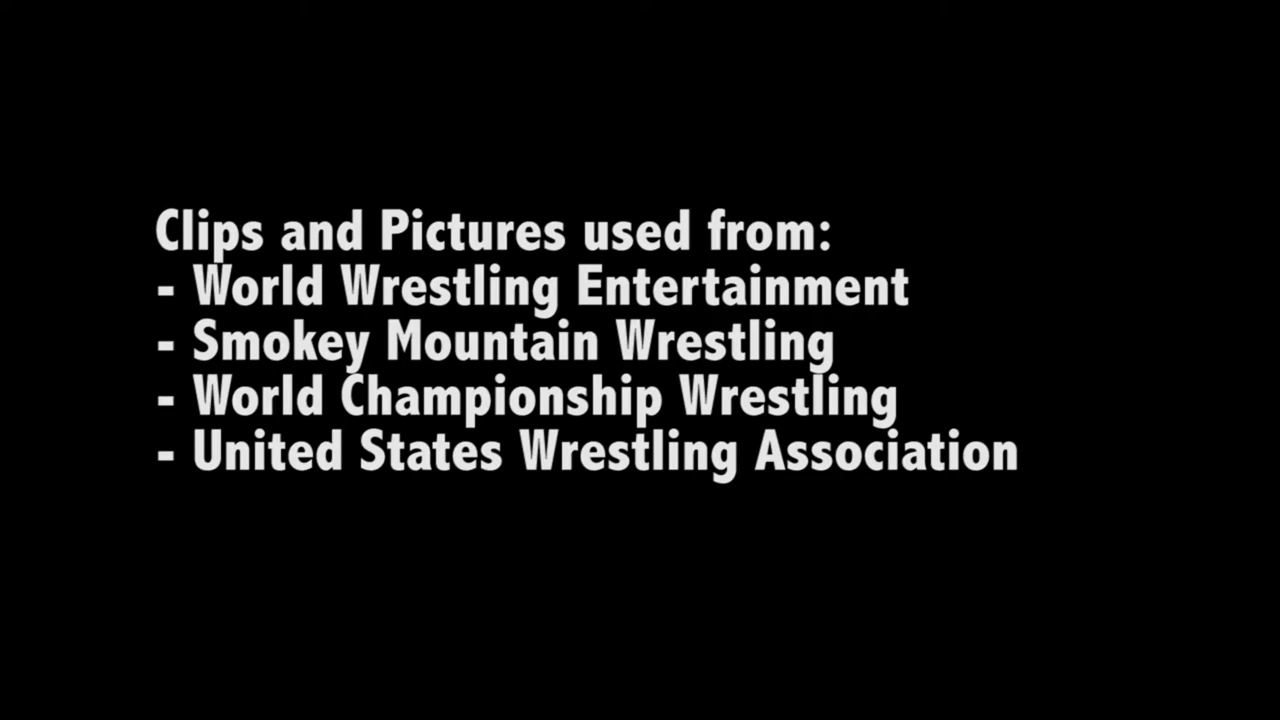 Clips and Pictures used from:
- World Wrestling Entertainment
- Smokey Mountain Wrestling
- World Championship Wrestling
- United States Wrestling Association